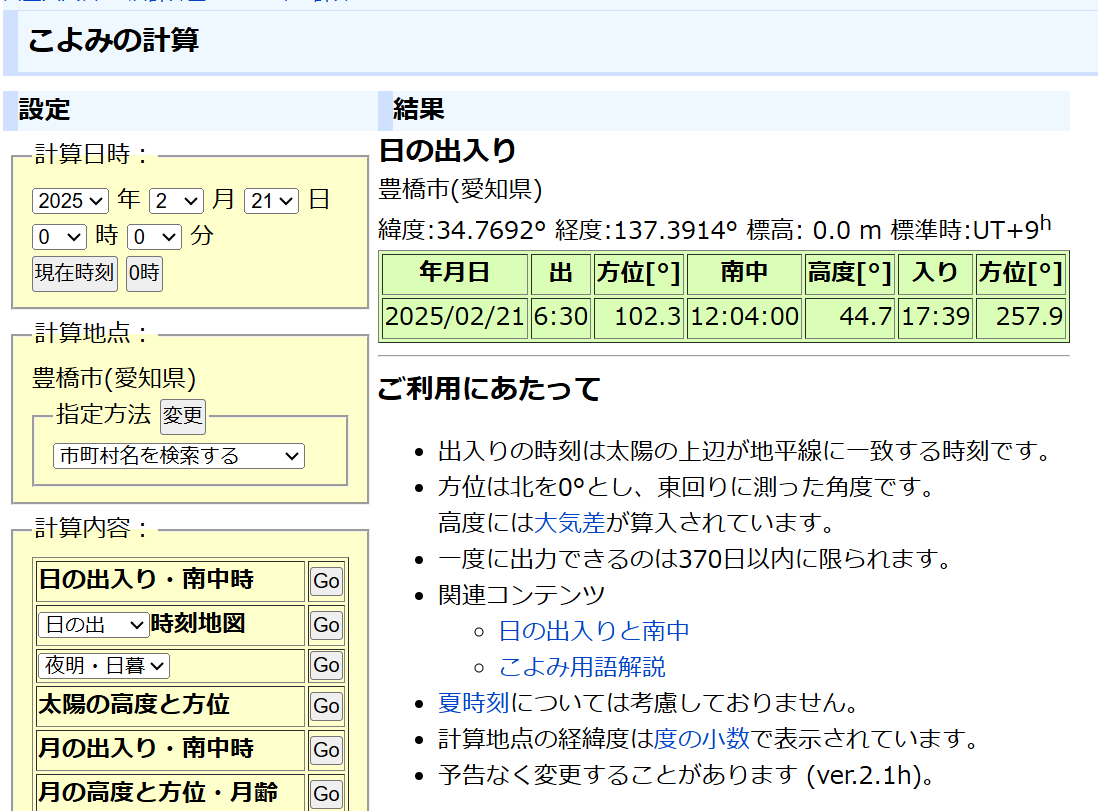 こよみの計算
設定
計算日時：
2025 年 2 月 21 日
0 時 0 分
現在時刻 0時
計算地点：
豊橋市(愛知県)
指定方法 変更
市町村名を検索する
計算内容：
日の出入り・南中時 Go
日の出 時刻地図 Go
夜明・日暮 Go
太陽の高度と方位 Go
月の出入り・南中時 Go
月の高度と方位・月齢 Go
結果
日の出入り
豊橋市(愛知県)
緯度:34.7692° 経度:137.3914° 標高: 0.0 m 標準時:UT+9h
年月日 出 方位[°] 南中 高度[°] 入り 方位[°]
2025/02/21 6:30 102.3 12:04:00 44.7 17:39 257.9
ご利用にあたって
• 出入りの時刻は太陽の上辺が地平線に一致する時刻です。
• 方位は北を0°とし、東回りに測った角度です。
高度には大気差が算入されています。
• 一度に出力できるのは370日以内に限られます。
• 関連コンテンツ
○ 日の出入りと南中
○ こよみ用語解説
• 夏時刻については考慮しておりません。
• 計算地点の経緯度は度の小数で表示されています。
• 予告なく変更することがあります (ver.2.1h)。